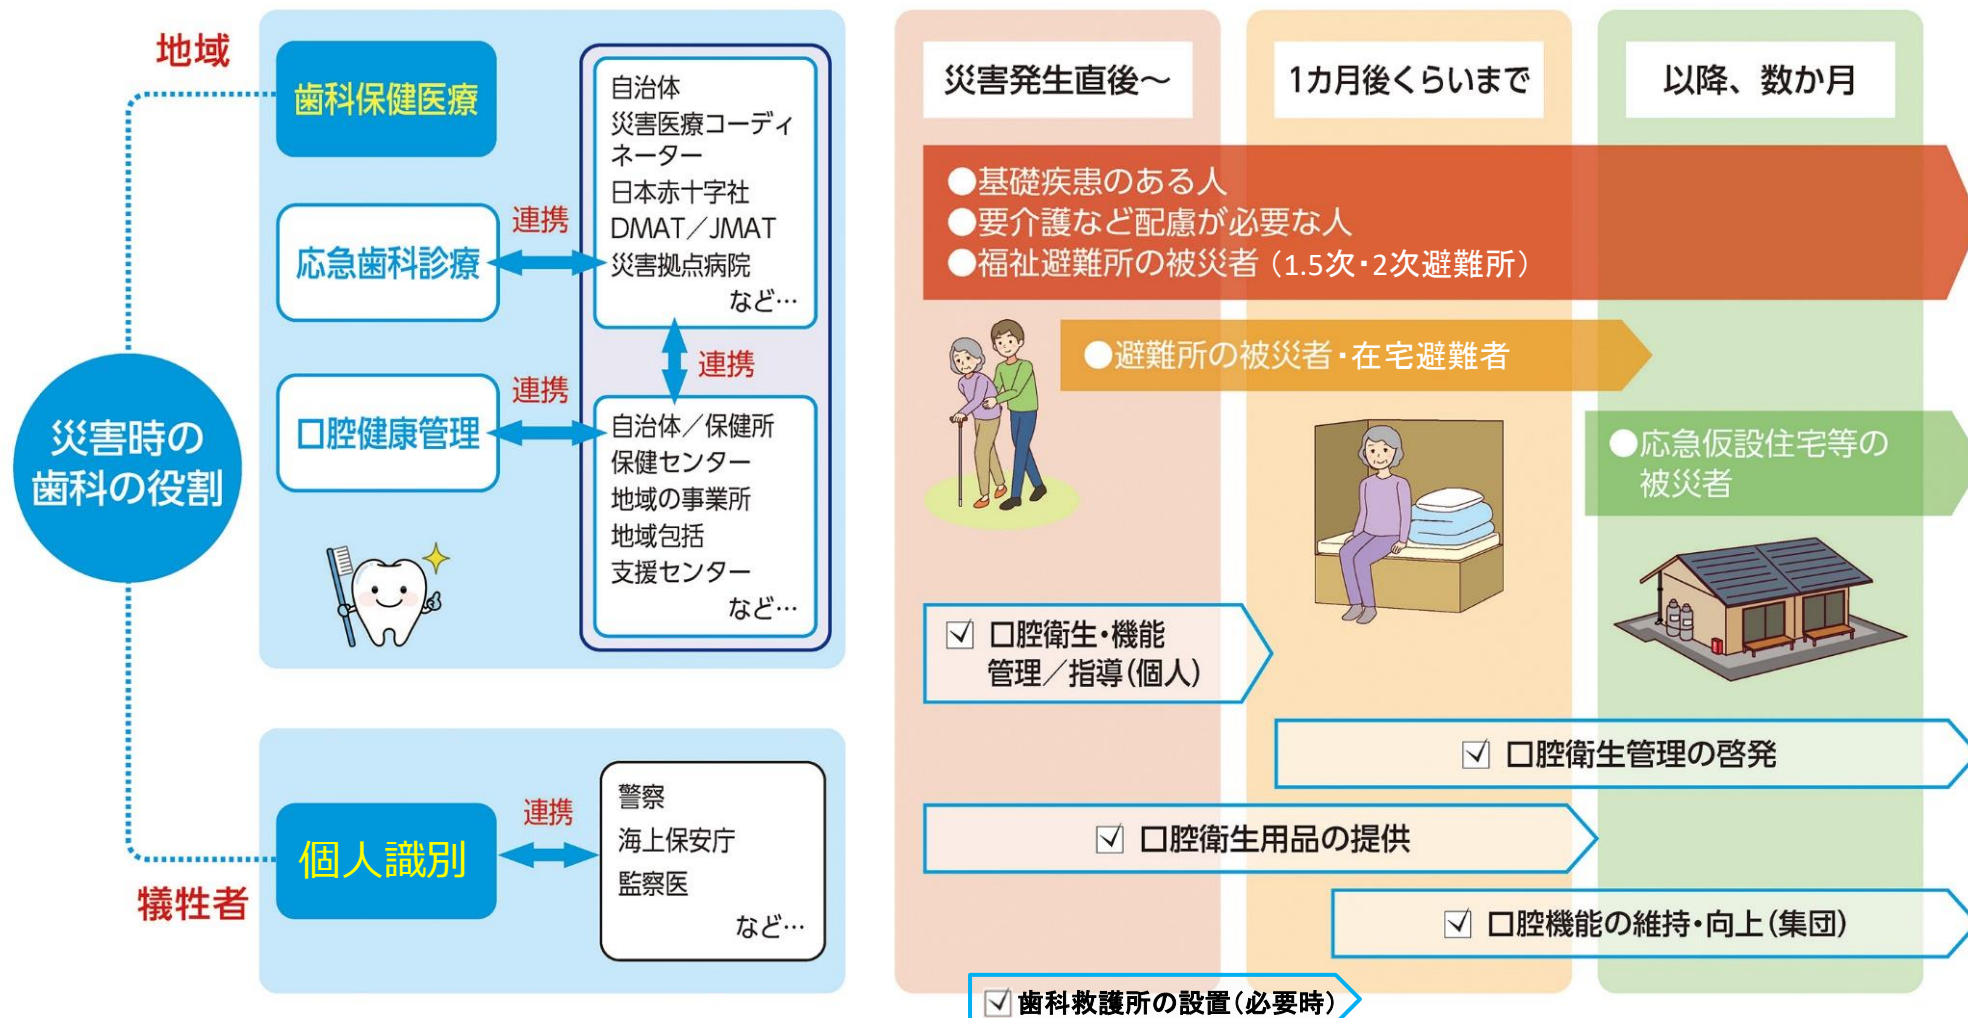 災害時の
歯科の役割
地域
歯科保健医療
応急歯科診療
連携
自治体
災害医療コーディ
ネーター
日本赤十字社
DMAT／JMAT
災害拠点病院
など…
連携
口腔健康管理
連携
自治体／保健所
保健センター
地域の事業所
地域包括
支援センター
など…
犠牲者
個人識別
連携
警察
海上保安庁
監察医
など…
災害発生直後～
1カ月後くらいまで
以降、数か月
●基礎疾患のある人
●要介護など配慮が必要な人
●福祉避難所の被災者（1.5次・2次避難所）
●避難所の被災者・在宅避難者
●応急仮設住宅等の
被災者
☑ 口腔衛生・機能
管理／指導（個人）
☑ 口腔衛生管理の啓発
☑ 口腔衛生用品の提供
☑ 口腔機能の維持・向上（集団）
☑ 歯科救護所の設置（必要時）